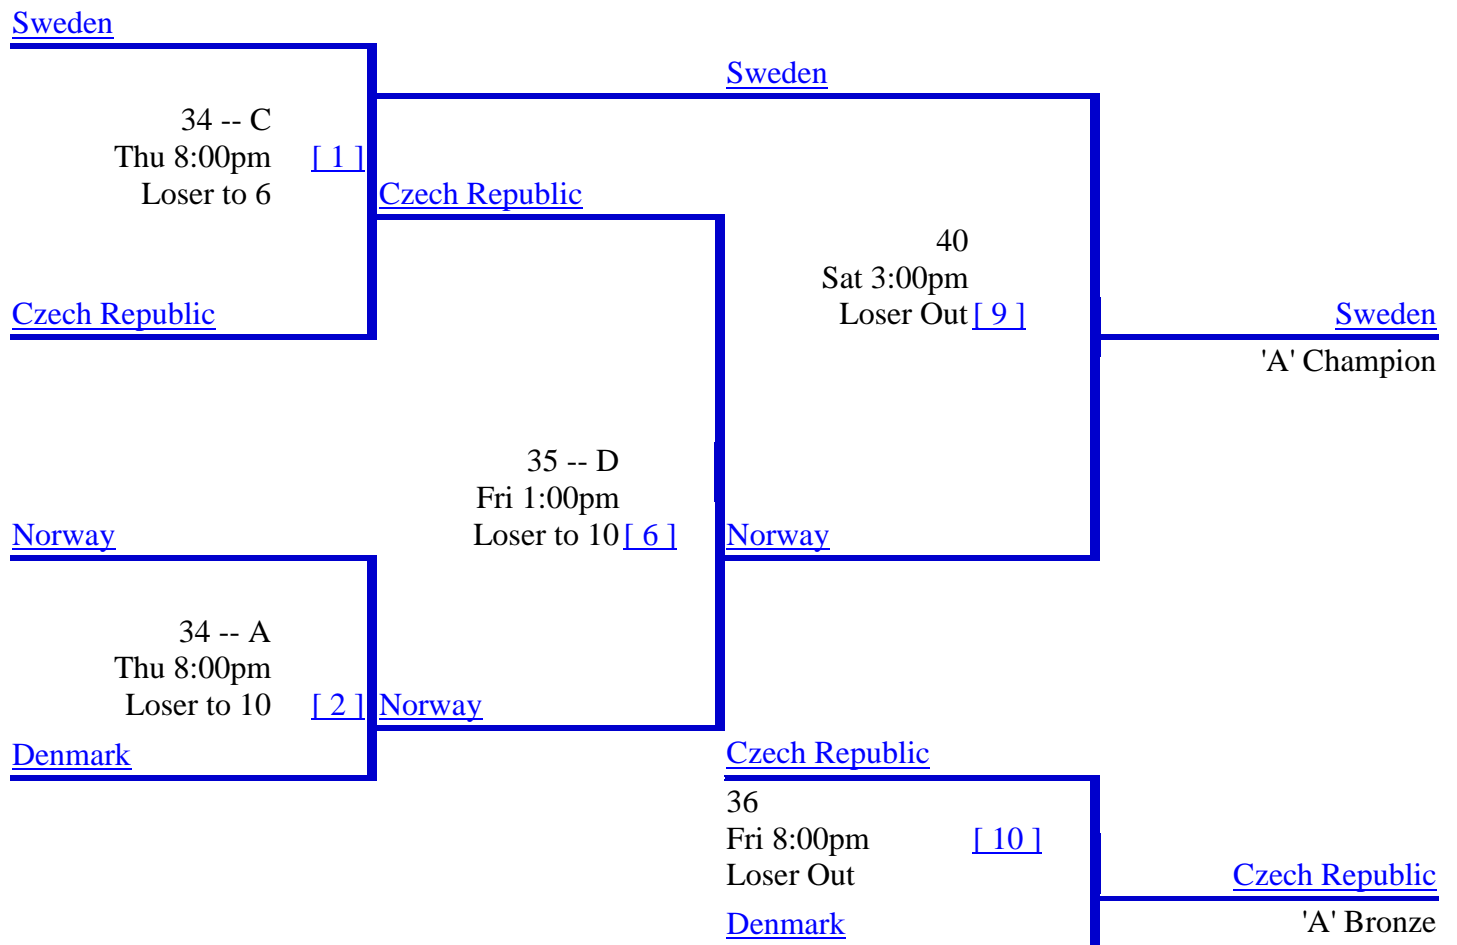 Sweden
Sweden
34 -- C
Thu 8:00pm [ 1 ]
Loser to 6
Czech Republic
40
Sat 3:00pm
Loser Out [ 9 ]
Czech Republic
Sweden
'A' Champion
35 -- D
Fri 1:00pm
Loser to 10 [ 6 ]
Norway
Norway
34 -- A
Thu 8:00pm
Loser to 10 [ 2 ]
Norway
Denmark
Czech Republic
36
Fri 8:00pm [ 10 ]
Loser Out
Czech Republic
Denmark
'A' Bronze